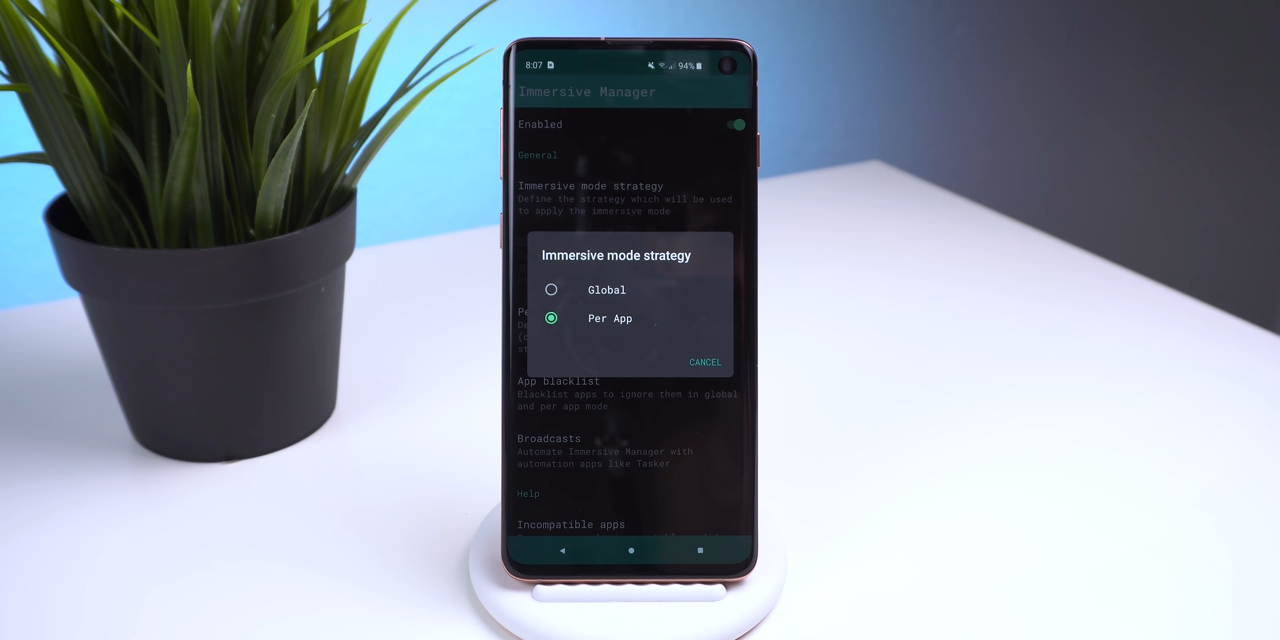 8:07
94%
Immersive Manager
Enabled
General
Immersive mode strategy
Define the strategy which will be used
to apply the immersive mode
Immersive mode strategy
Global
Per App
CANCEL
App blacklist
Blacklist apps to ignore them in global
and per app mode
Broadcasts
Automate Immersive Manager with
automation apps like Tasker
Help
Incompatible apps